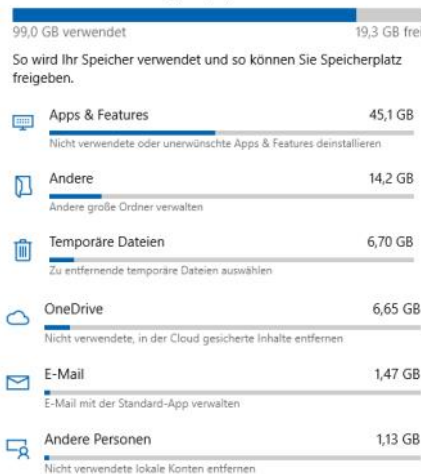 99,0 GB verwendet 19,3 GB frei
So wird Ihr Speicher verwendet und so können Sie Speicherplatz
freigeben.
Apps & Features 45,1 GB
Nicht verwendete oder unerwünschte Apps & Features deinstallieren
Andere 14,2 GB
Andere große Ordner verwalten
Temporäre Dateien 6,70 GB
Zu entfernende temporäre Dateien auswählen
OneDrive 6,65 GB
Nicht verwendete, in der Cloud gesicherte Inhalte entfernen
E-Mail 1,47 GB
E-Mail mit der Standard-App verwalten
Andere Personen 1,13 GB
Nicht verwendete lokale Konten entfernen